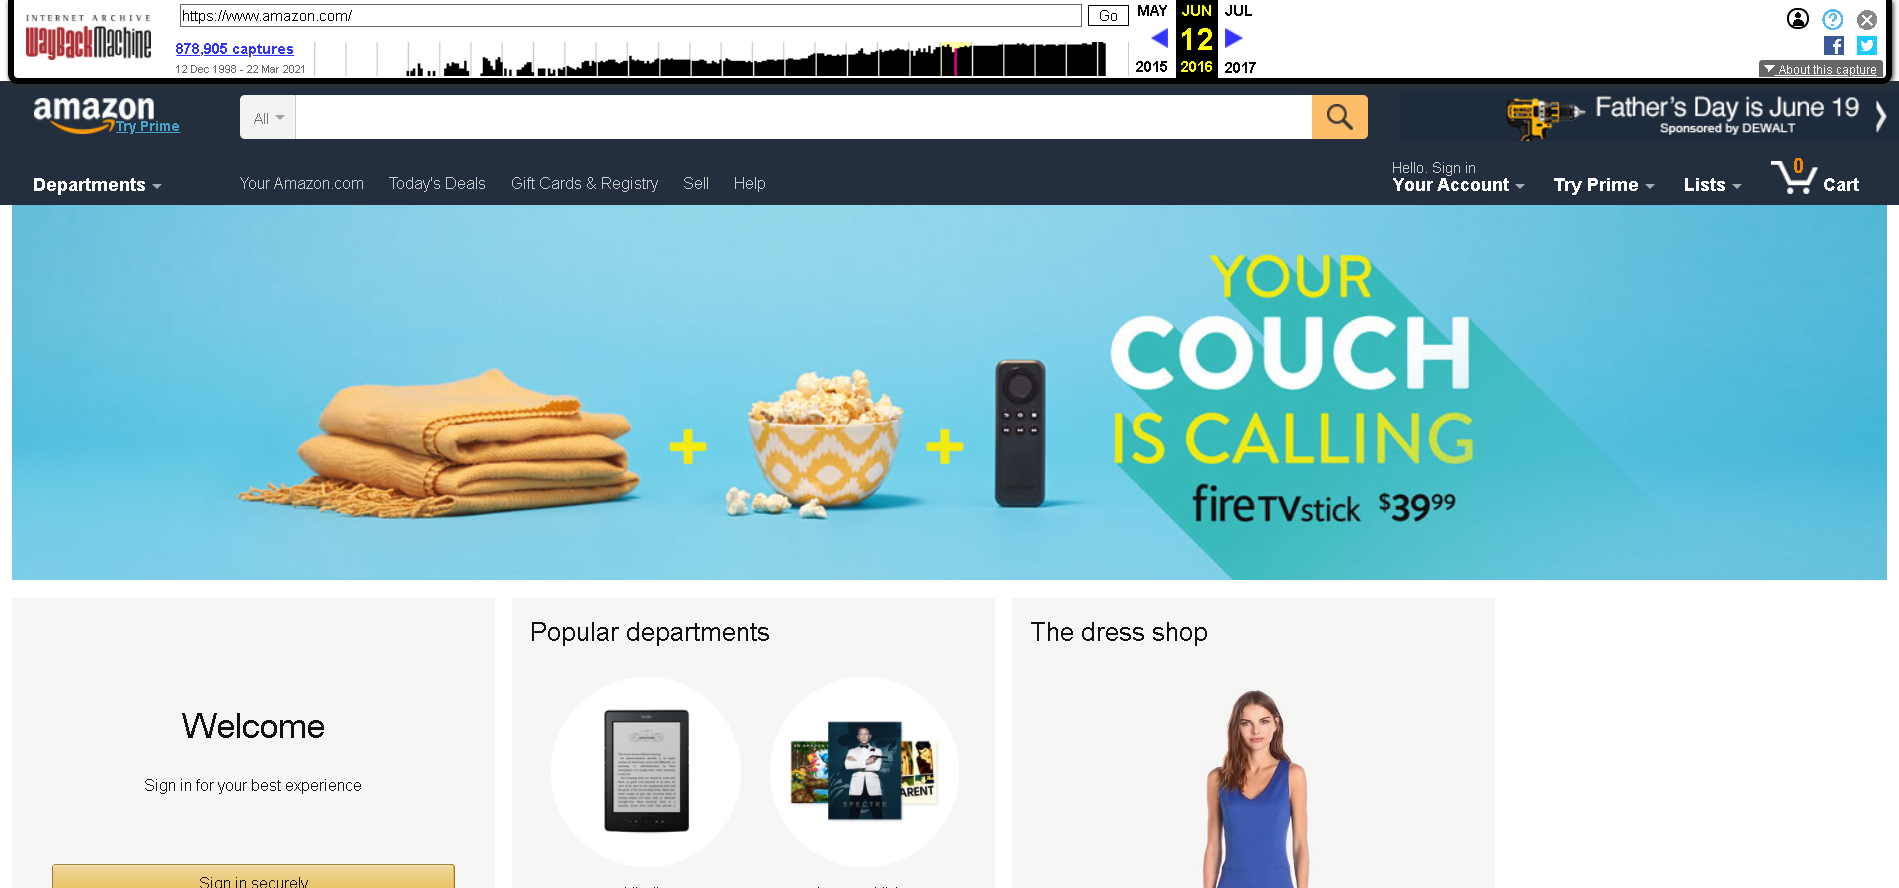 INTERNET ARCHIVE
WayBackMachine
https://www.amazon.com/
Go
878,905 captures
12 Dec 1998 - 22 Mar 2021
MAY JUN JUL
12
2015 2016 2017
About this capture
amazon
Try Prime
All
Father's Day is June 19
Sponsored by DEWALT
Departments
Your Amazon.com Today's Deals Gift Cards & Registry Sell Help
Hello. Sign in
Your Account
Try Prime
Lists
0
Cart
YOUR
COUCH
IS CALLING
fireTVstick $3999
Welcome
Sign in for your best experience
Sign in securely
Popular departments
kindle
SPECTRE
The dress shop